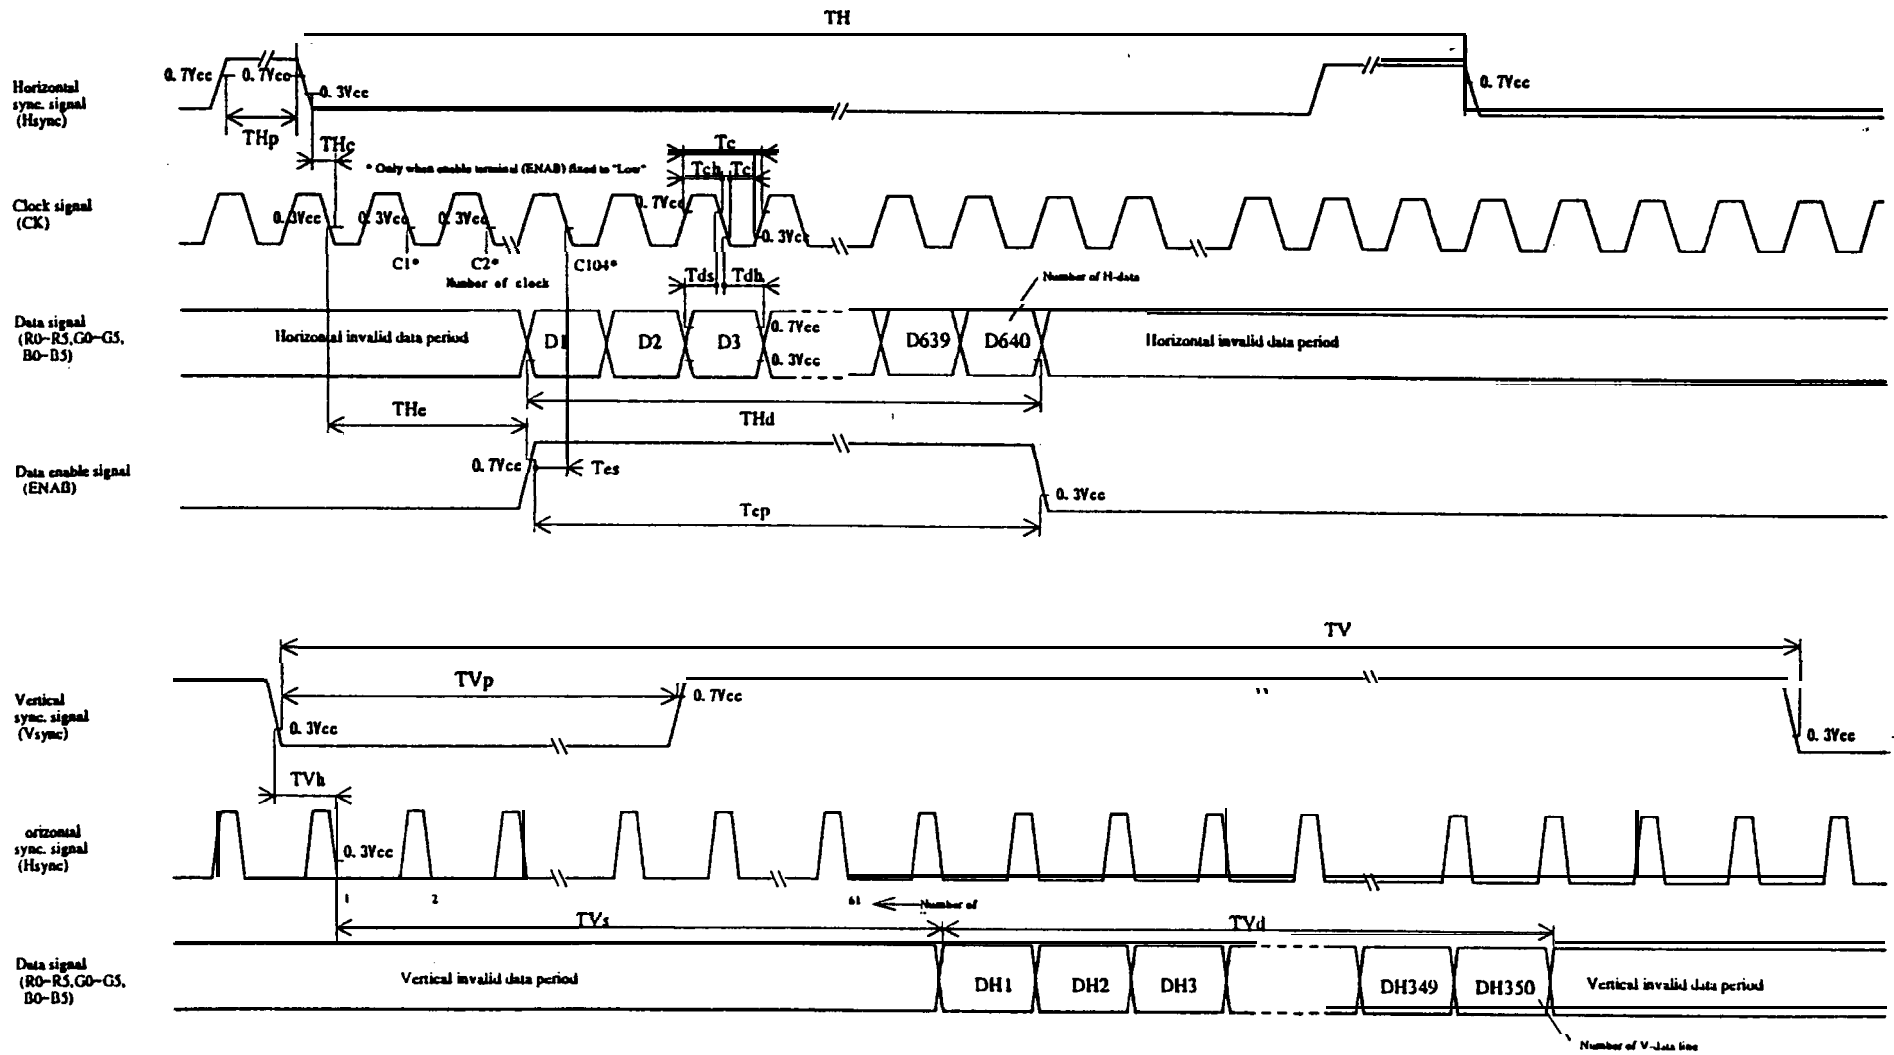 TH
0.7Vcc
0.7Vcc
0.3Vcc
0.7Vcc
Horizontal
sync. signal
(Hsync)
THp
THc
Tc
* Only when enable terminal (ENAB) fixed to "Low"
Tch
Tcl
Clock signal
(CK)
0.3Vcc
0.3Vcc
0.3Vcc
0.7Vcc
0.3Vcc
C1*
C2*
C104*
Number of clock
Tds
Tdh
Number of H-data
Data signal
(R0~R5,G0~G5,
B0~B5)
Horizontal invalid data period
D1
D2
D3
0.7Vcc
0.3Vcc
D639
D640
Horizontal invalid data period
THe
THd
Data enable signal
(ENAB)
0.7Vcc
Tes
0.3Vcc
Tep
TV
TVp
Vertical
sync. signal
(Vsync)
0.3Vcc
0.7Vcc
0.3Vcc
TVh
orizontal
sync. signal
(Hsync)
0.3Vcc
1
2
61
Number of
TVs
TVd
Data signal
(R0~R5,G0~G5,
B0~B5)
Vertical invalid data period
DH1
DH2
DH3
DH349
DH350
Vertical invalid data period
Number of V-data line